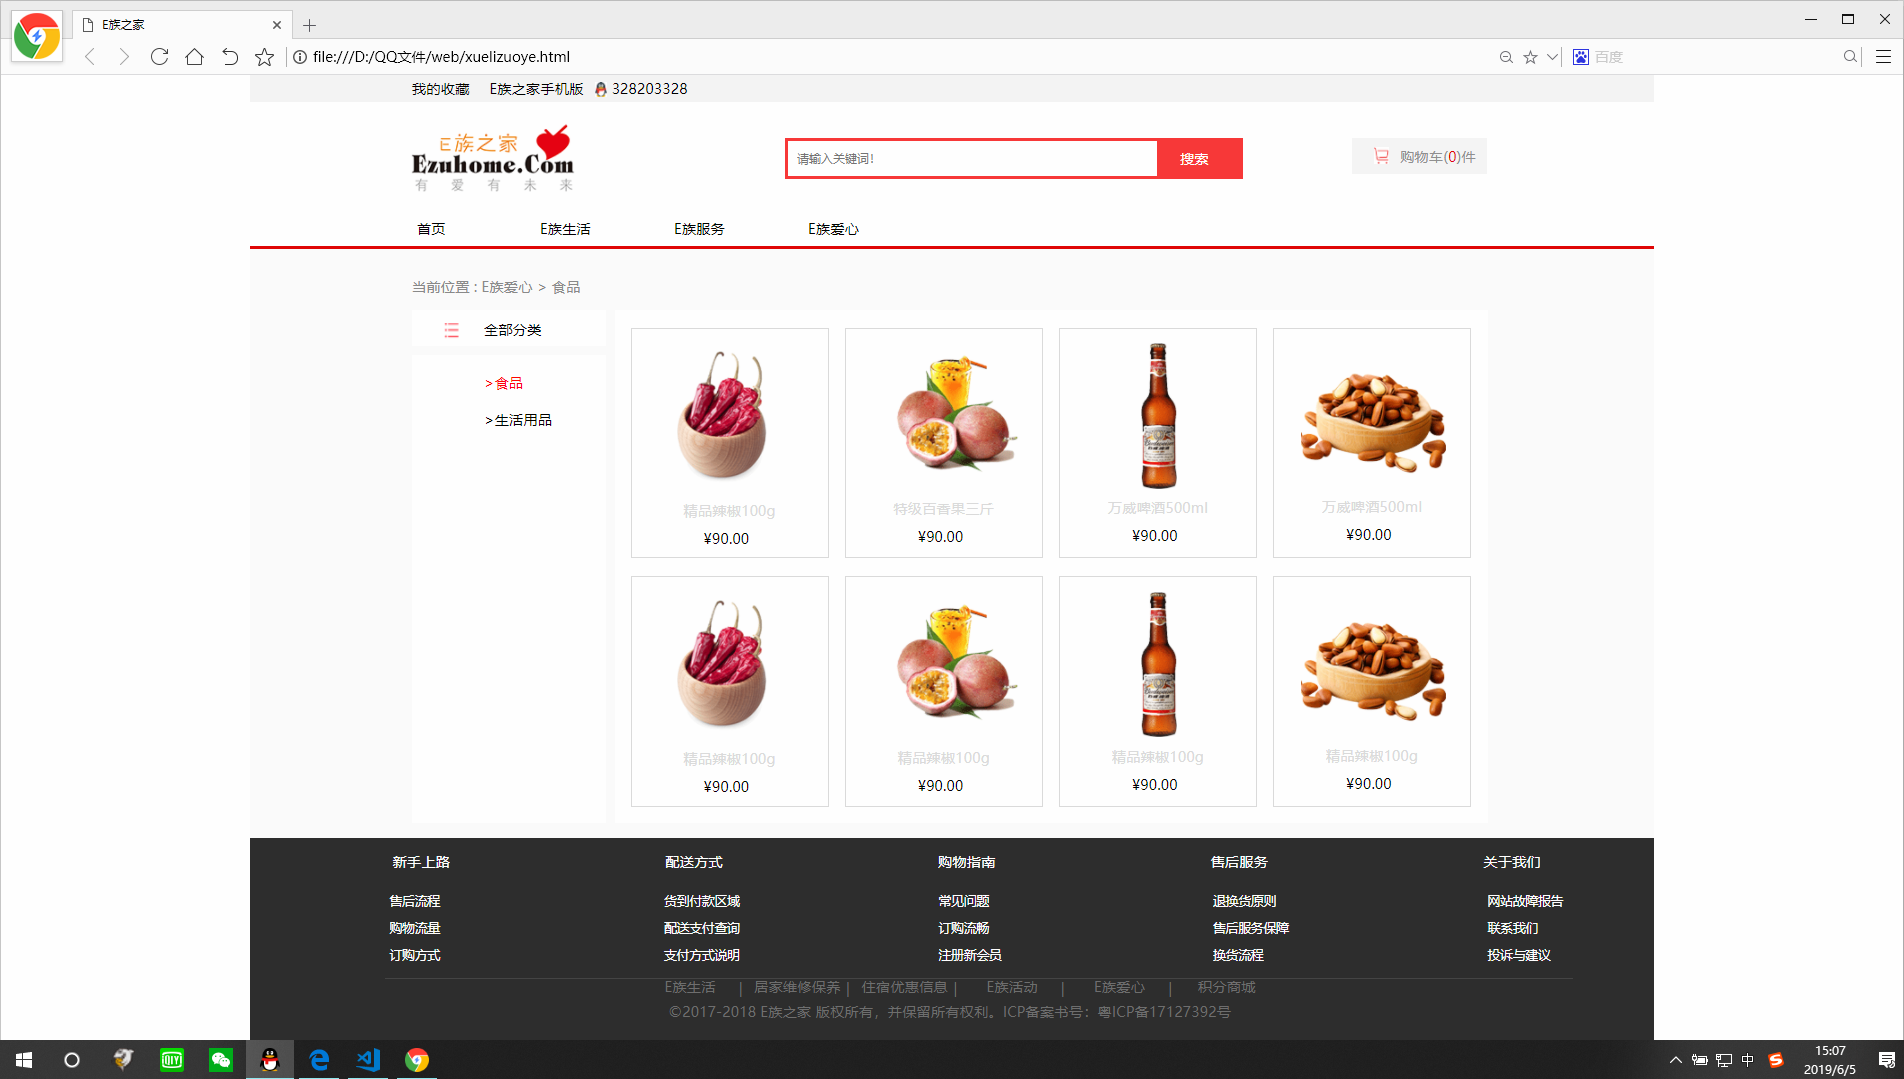 E族之家
file:///D:/QQ文件/web/xuelizuoye.html
百度
我的收藏 E族之家手机版 328203328
E族之家
Ezuhome.Com
有 爱 有 未 来
请输入关键词!
搜索
购物车(0)件
首页 E族生活 E族服务 E族爱心
当前位置 : E族爱心 > 食品
全部分类
>食品
>生活用品
精品辣椒100g 特级百香果三斤 万威啤酒500ml 万威啤酒500ml
¥90.00 ¥90.00 ¥90.00 ¥90.00
精品辣椒100g 精品辣椒100g 精品辣椒100g 精品辣椒100g
¥90.00 ¥90.00 ¥90.00 ¥90.00
新手上路 配送方式 购物指南 售后服务 关于我们
售后流程 货到付款区域 常见问题 退换货原则 网站故障报告
购物流量 配送支付查询 订购流畅 售后服务保障 联系我们
订购方式 支付方式说明 注册新会员 换货流程 投诉与建议
E族生活 | 居家维修保养 | 住宿优惠信息 | E族活动 | E族爱心 | 积分商城
©2017-2018 E族之家 版权所有，并保留所有权利。ICP备案书号：粤ICP备17127392号
iQIYI
中
15:07
2019/6/5